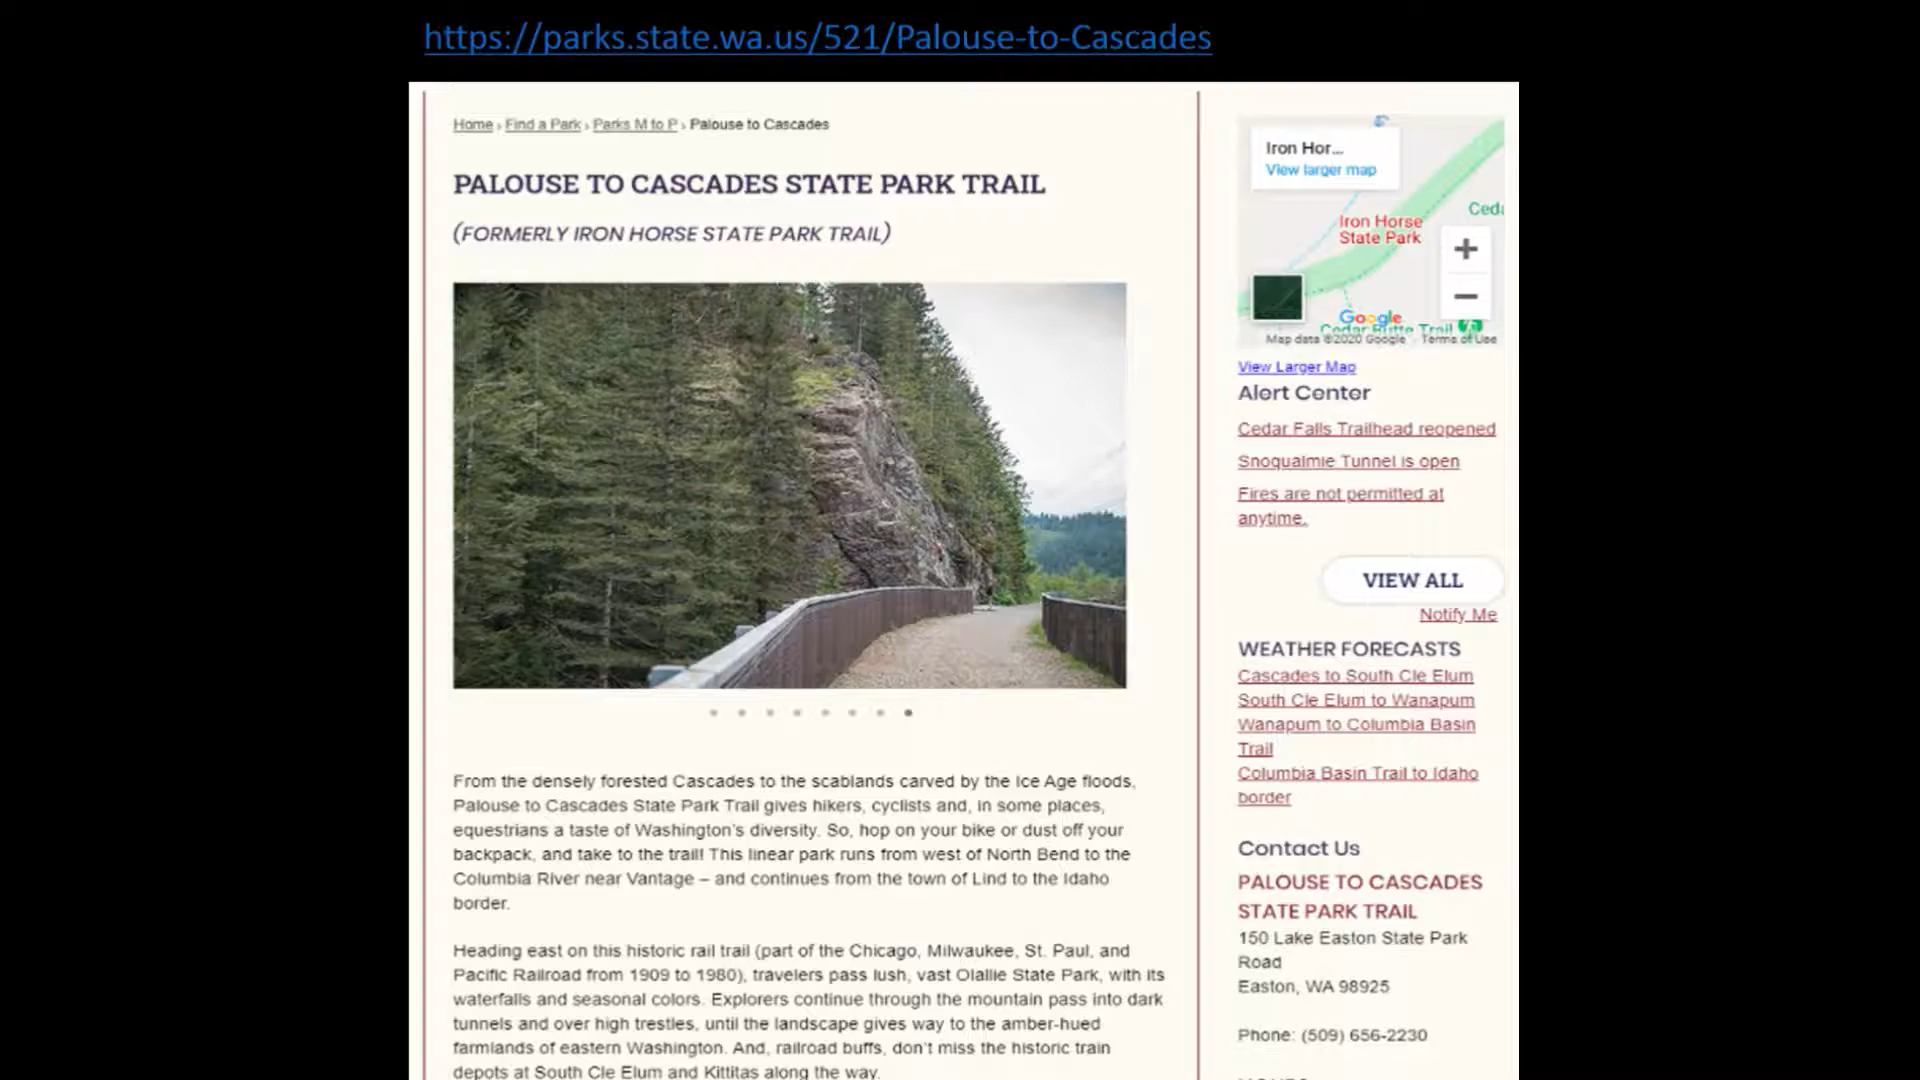 https://parks.state.wa.us/521/Palouse-to-Cascades
Home › Find a Park › Parks M to P › Palouse to Cascades
PALOUSE TO CASCADES STATE PARK TRAIL
(FORMERLY IRON HORSE STATE PARK TRAIL)
From the densely forested Cascades to the scablands carved by the Ice Age floods,
Palouse to Cascades State Park Trail gives hikers, cyclists and, in some places,
equestrians a taste of Washington's diversity. So, hop on your bike or dust off your
backpack, and take to the trail! This linear park runs from west of North Bend to the
Columbia River near Vantage – and continues from the town of Lind to the Idaho
border.
Heading east on this historic rail trail (part of the Chicago, Milwaukee, St. Paul, and
Pacific Railroad from 1909 to 1980), travelers pass lush, vast Olallie State Park, with its
waterfalls and seasonal colors. Explorers continue through the mountain pass into dark
tunnels and over high trestles, until the landscape gives way to the amber-hued
farmlands of eastern Washington. And, railroad buffs, don't miss the historic train
depots at South Cle Elum and Kittitas along the way.
Iron Hor...
View larger map
Ceda
Iron Horse
State Park
+
−
Google
Cedar Butte Trail
Map data ©2020 Google
Terms of Use
View Larger Map
Alert Center
Cedar Falls Trailhead reopened
Snoqualmie Tunnel is open
Fires are not permitted at
anytime.
VIEW ALL
Notify Me
WEATHER FORECASTS
Cascades to South Cle Elum
South Cle Elum to Wanapum
Wanapum to Columbia Basin
Trail
Columbia Basin Trail to Idaho
border
Contact Us
PALOUSE TO CASCADES
STATE PARK TRAIL
150 Lake Easton State Park
Road
Easton, WA 98925
Phone: (509) 656-2230